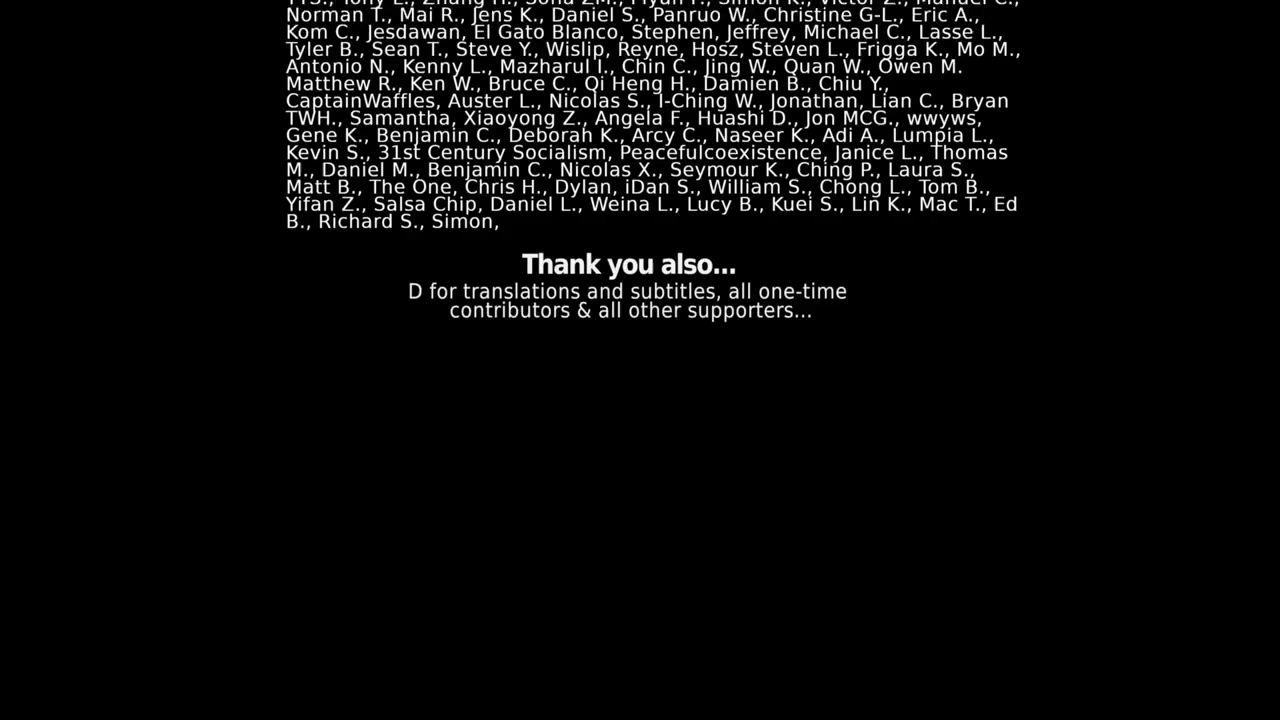 Norman T., Mai R., Jens K., Daniel S., Panruo W., Christine G-L., Eric A.,
Kom C., Jesdawan, El Gato Blanco, Stephen, Jeffrey, Michael C., Lasse L.,
Tyler B., Sean T., Steve Y., Wislip, Reyne, Hosz, Steven L., Frigga K., Mo M.,
Antonio N., Kenny L., Mazharul I., Chin C., Jing W., Quan W., Owen M.
Matthew R., Ken W., Bruce C., Qi Heng H., Damien B., Chiu Y.,
CaptainWaffles, Auster L., Nicolas S., I-Ching W., Jonathan, Lian C., Bryan
TWH., Samantha, Xiaoyong Z., Angela F., Huashi D., Jon MCG., wwyws,
Gene K., Benjamin C., Deborah K., Arcy C., Naseer K., Adi A., Lumpia L.,
Kevin S., 31st Century Socialism, Peacefulcoexistence, Janice L., Thomas
M., Daniel M., Benjamin C., Nicolas X., Seymour K., Ching P., Laura S.,
Matt B., The One, Chris H., Dylan, iDan S., William S., Chong L., Tom B.,
Yifan Z., Salsa Chip, Daniel L., Weina L., Lucy B., Kuei S., Lin K., Mac T., Ed
B., Richard S., Simon,
Thank you also...
D for translations and subtitles, all one-time
contributors & all other supporters...